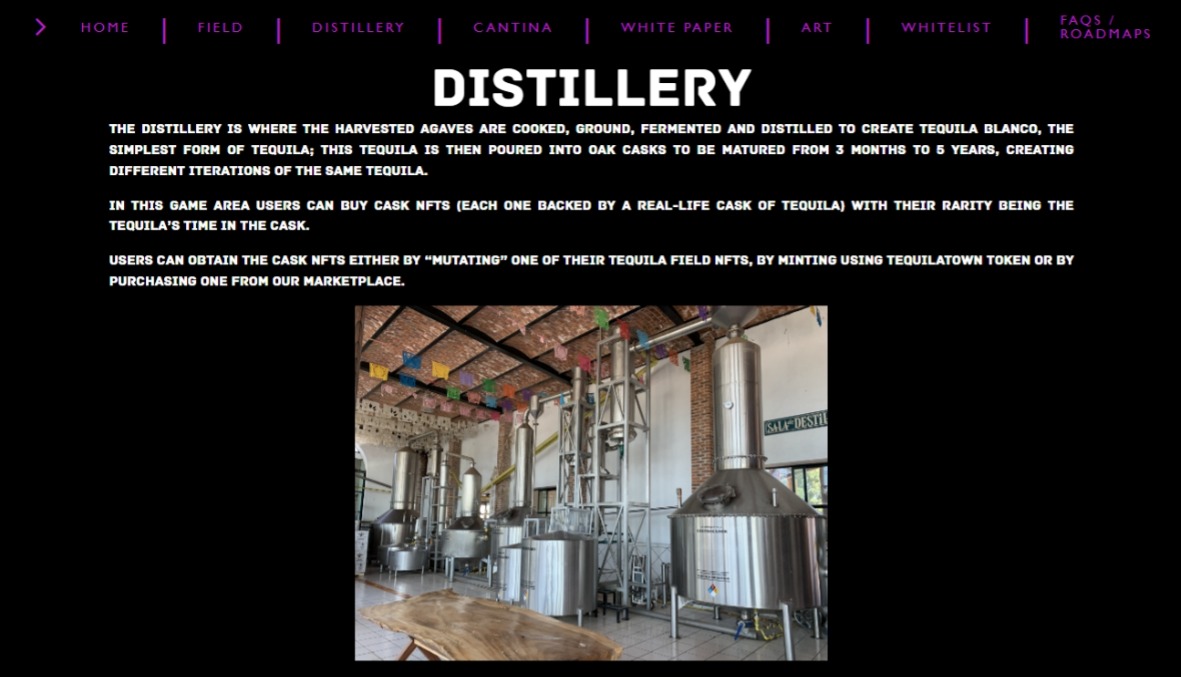 HOME | FIELD | DISTILLERY | CANTINA | WHITE PAPER | ART | WHITELIST | FAQS /
ROADMAPS
DISTILLERY
THE DISTILLERY IS WHERE THE HARVESTED AGAVES ARE COOKED, GROUND, FERMENTED AND DISTILLED TO CREATE TEQUILA BLANCO, THE
SIMPLEST FORM OF TEQUILA; THIS TEQUILA IS THEN POURED INTO OAK CASKS TO BE MATURED FROM 3 MONTHS TO 5 YEARS, CREATING
DIFFERENT ITERATIONS OF THE SAME TEQUILA.
IN THIS GAME AREA USERS CAN BUY CASK NFTS (EACH ONE BACKED BY A REAL-LIFE CASK OF TEQUILA) WITH THEIR RARITY BEING THE
TEQUILA'S TIME IN THE CASK.
USERS CAN OBTAIN THE CASK NFTS EITHER BY “MUTATING” ONE OF THEIR TEQUILA FIELD NFTS, BY MINTING USING TEQUILATOWN TOKEN OR BY
PURCHASING ONE FROM OUR MARKETPLACE.
SALA DE DESTIL